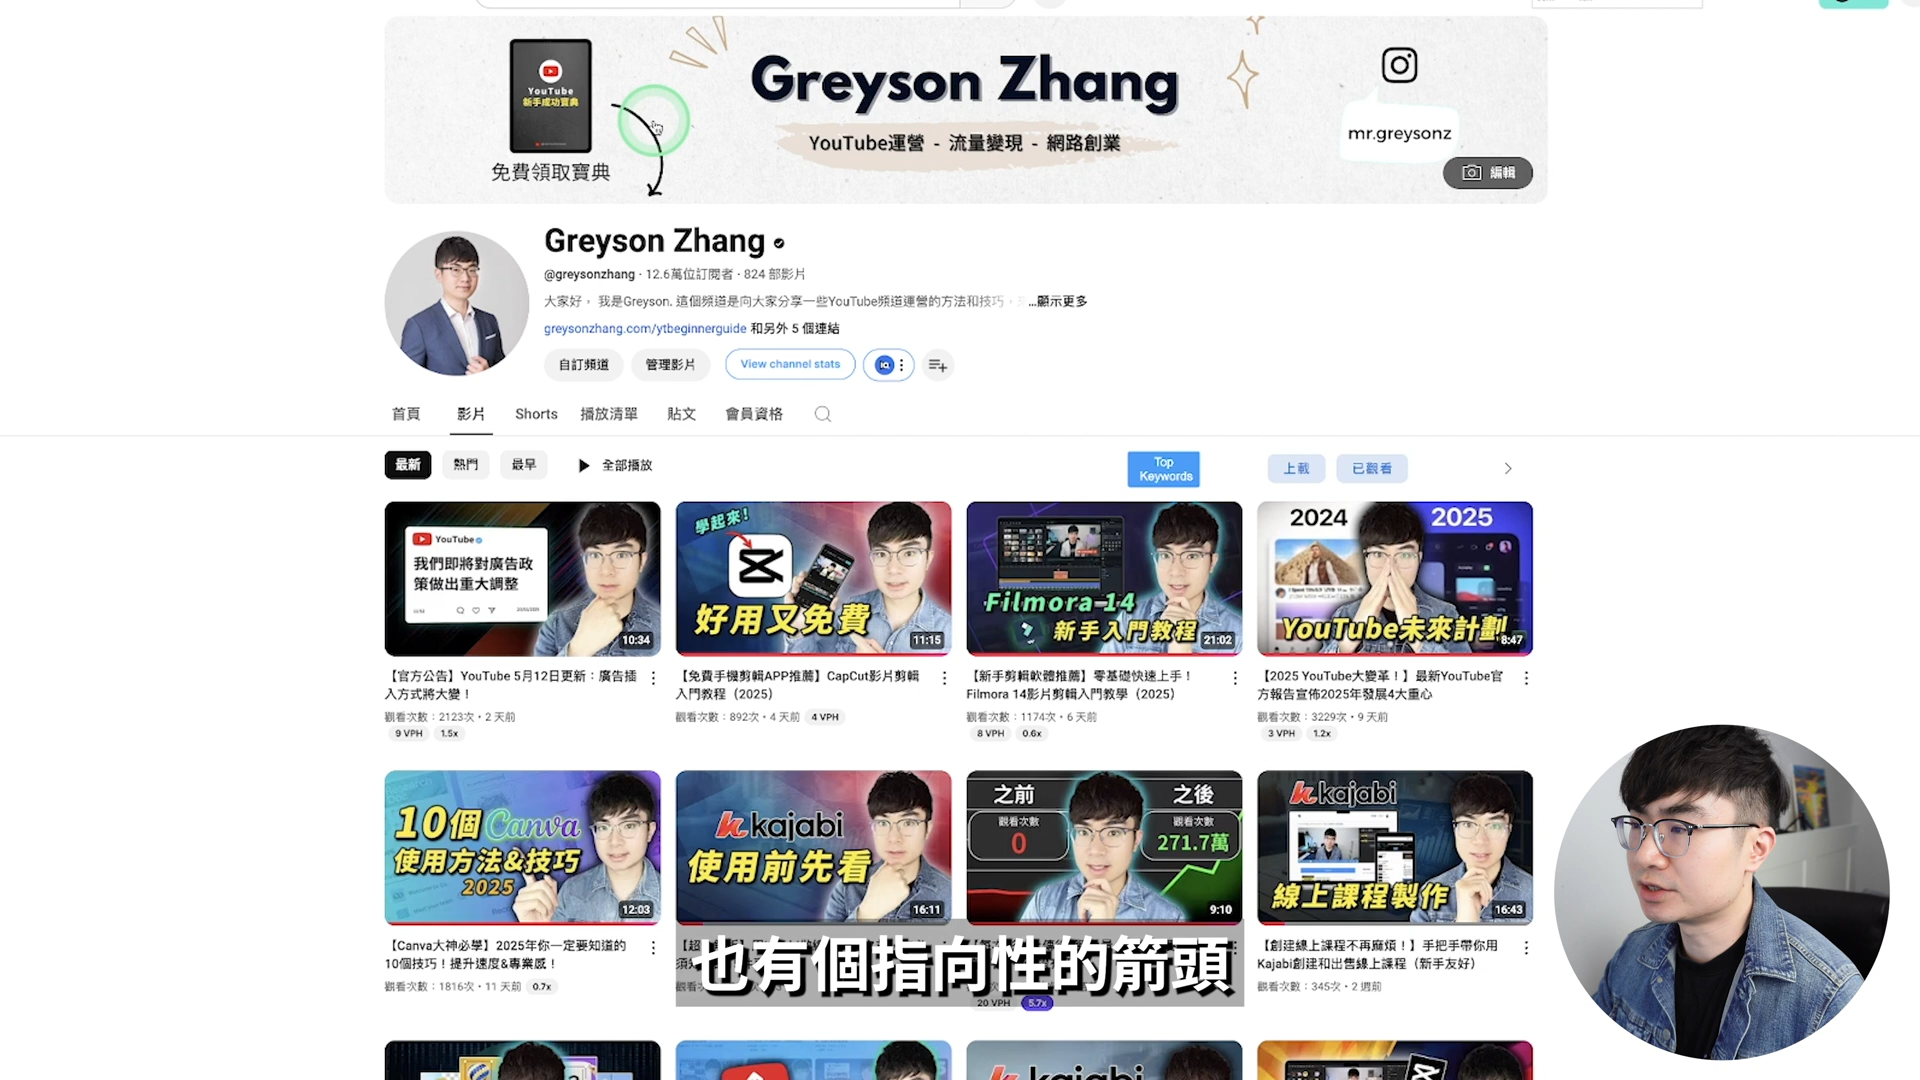 YouTube
新手成功寶典
免費領取寶典
Greyson Zhang
YouTube運營 - 流量變現 - 網路創業
mr.greysonz
編輯
Greyson Zhang
@greysonzhang · 12.6萬位訂閱者 · 824 部影片
大家好， 我是Greyson. 這個頻道是向大家分享一些YouTube頻道運營的方法和技巧， ...顯示更多
greysonzhang.com/ytbeginnerguide 和另外 5 個連結
自訂頻道 管理影片 View channel stats
首頁 影片 Shorts 播放清單 貼文 會員資格
最新 熱門 最早 全部播放 Top Keywords 上載 已觀看
YouTube
我們即將對廣告政
策做出重大調整
10:34
學起來！
好用又免費
11:15
Filmora 14
新手入門教程
21:02
2024 2025
YouTube未來計劃
8:47
【官方公告】YouTube 5月12日更新：廣告插
入方式將大變！
觀看次數：2123次 · 2 天前
9 VPH 1.5x
【免費手機剪輯APP推薦】CapCut影片剪輯
入門教程（2025）
觀看次數：892次 · 4 天前 4 VPH
【新手剪輯軟體推薦】零基礎快速上手！
Filmora 14影片剪輯入門教學（2025）
觀看次數：1174次 · 6 天前
8 VPH 0.6x
【2025 YouTube大變革！】最新YouTube官
方報告宣佈2025年發展4大重心
觀看次數：3229次 · 9 天前
3 VPH 1.2x
10個Canva
使用方法&技巧
2025
12:03
kajabi
使用前先看
16:11
之前 之後
觀看次數 觀看次數
0 271.7萬
9:10
kajabi
線上課程製作
16:43
【Canva大神必學】2025年你一定要知道的
10個技巧！提升速度&專業感！
觀看次數：1816次 · 11 天前 0.7x
也有個指向性的箭頭
20 VPH 5.7x
【創建線上課程不再麻煩！】手把手帶你用
Kajabi創建和出售線上課程（新手友好）
觀看次數：345次 · 2 週前
kajabi